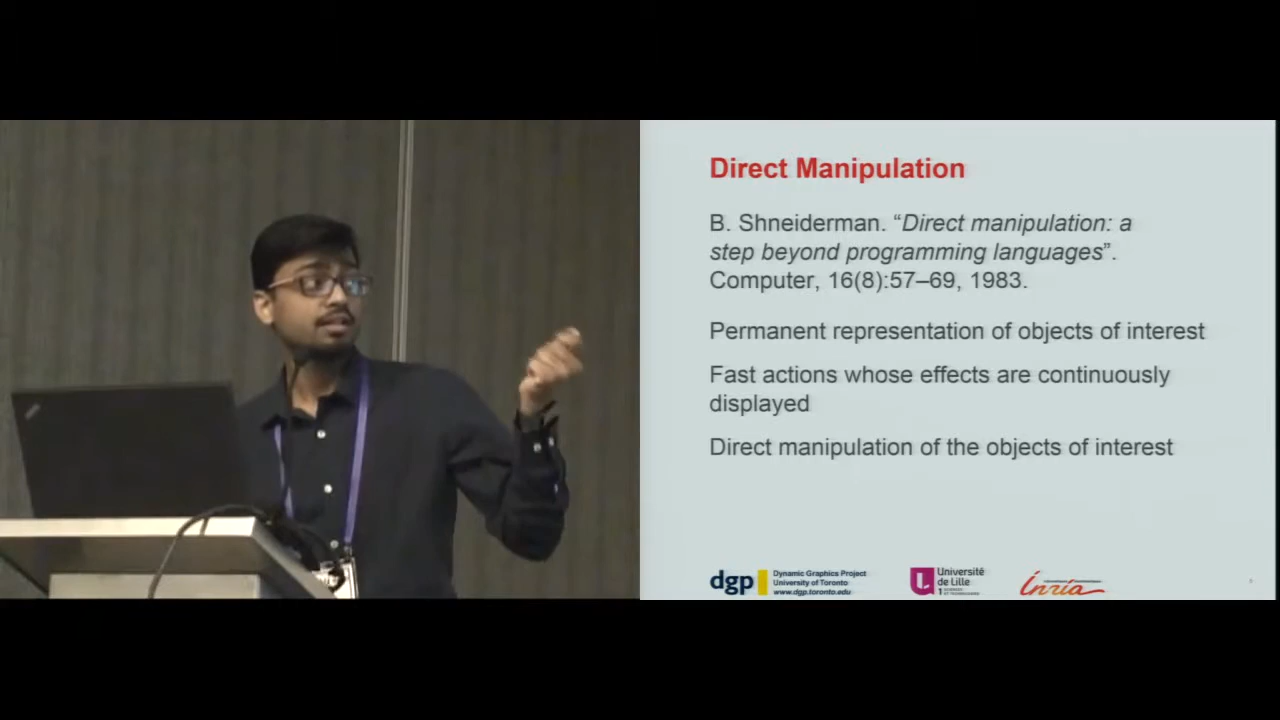 Direct Manipulation
B. Shneiderman. “Direct manipulation: a
step beyond programming languages”.
Computer, 16(8):57–69, 1983.
Permanent representation of objects of interest
Fast actions whose effects are continuously
displayed
Direct manipulation of the objects of interest
dgp
Dynamic Graphics Project
University of Toronto
www.dgp.toronto.edu
Université
de Lille
Inria